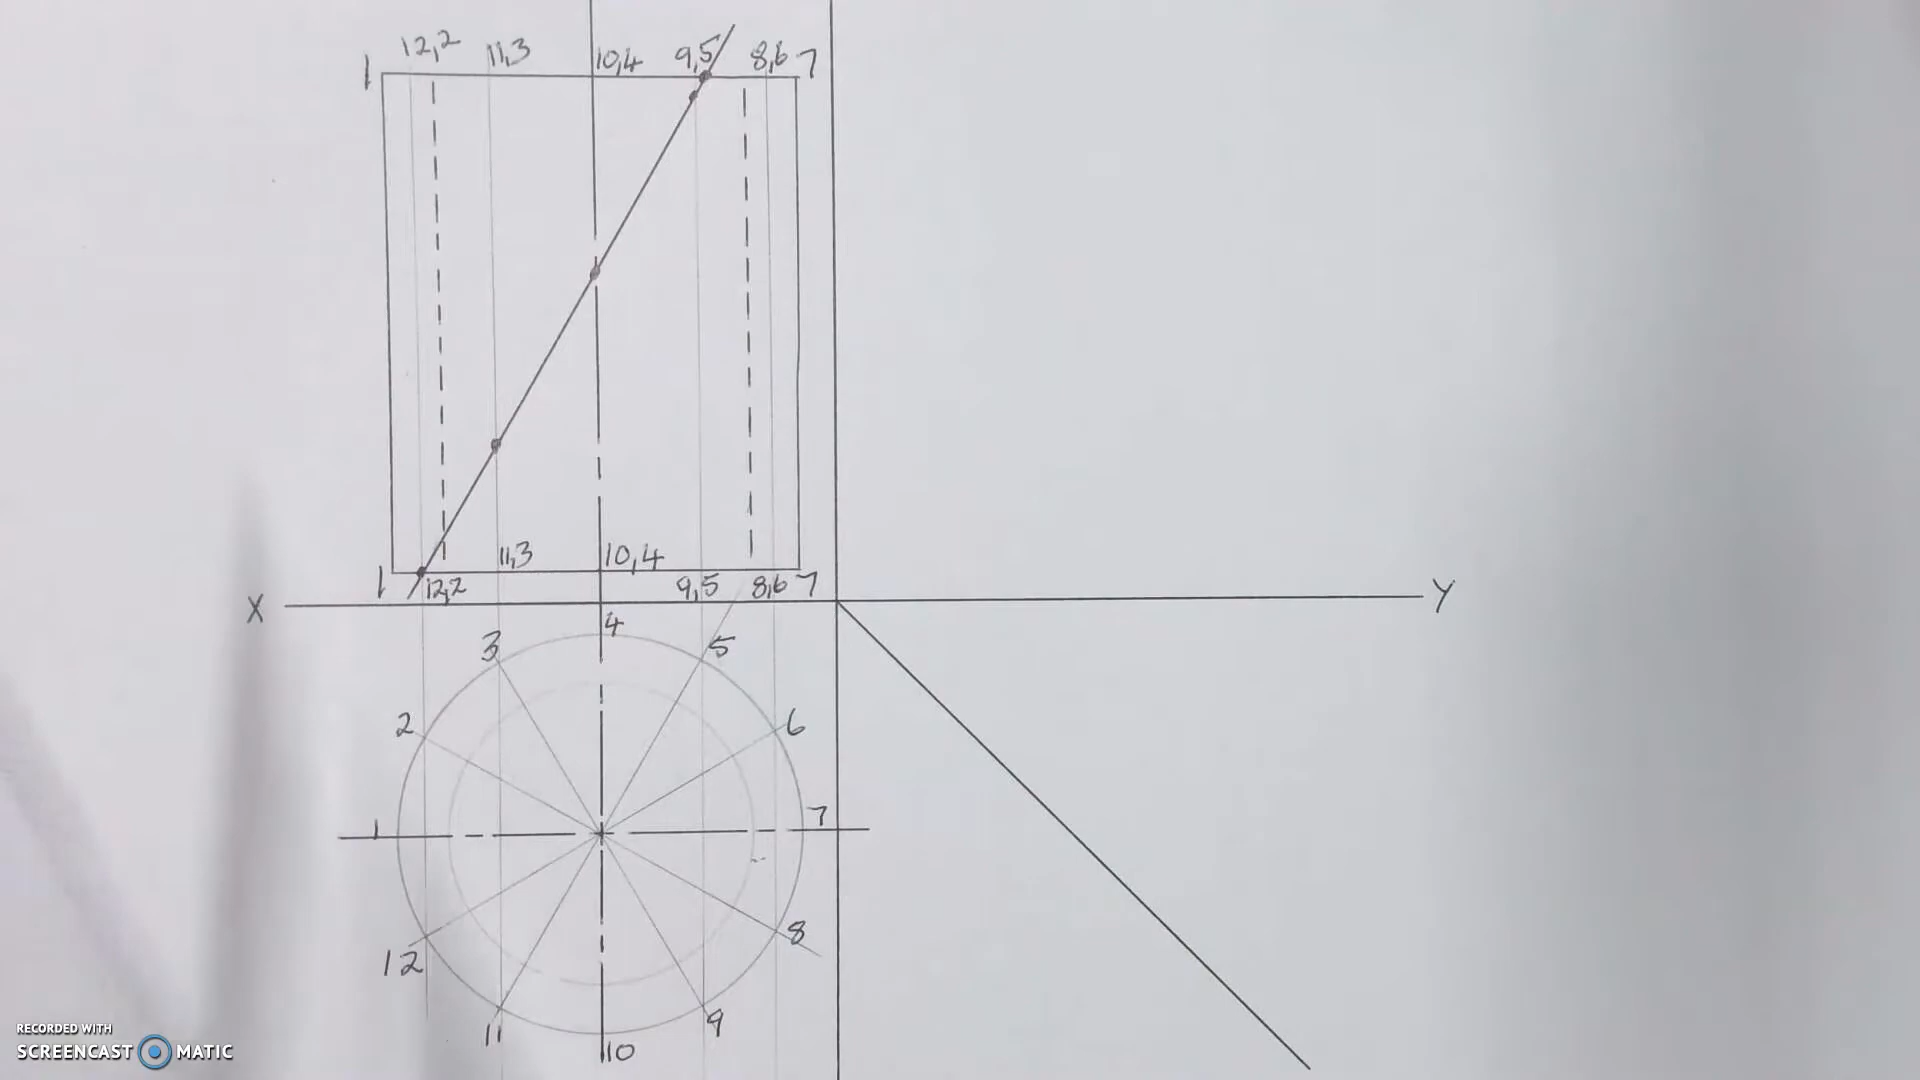 1 12,2 11,3 10,4 9,5 8,6 7
11,3 10,4
1 12,2 9,5 8,6 7
X Y
4
3 5
2 6
1 7
12 8
11 9
10
RECORDED WITH
SCREENCAST MATIC